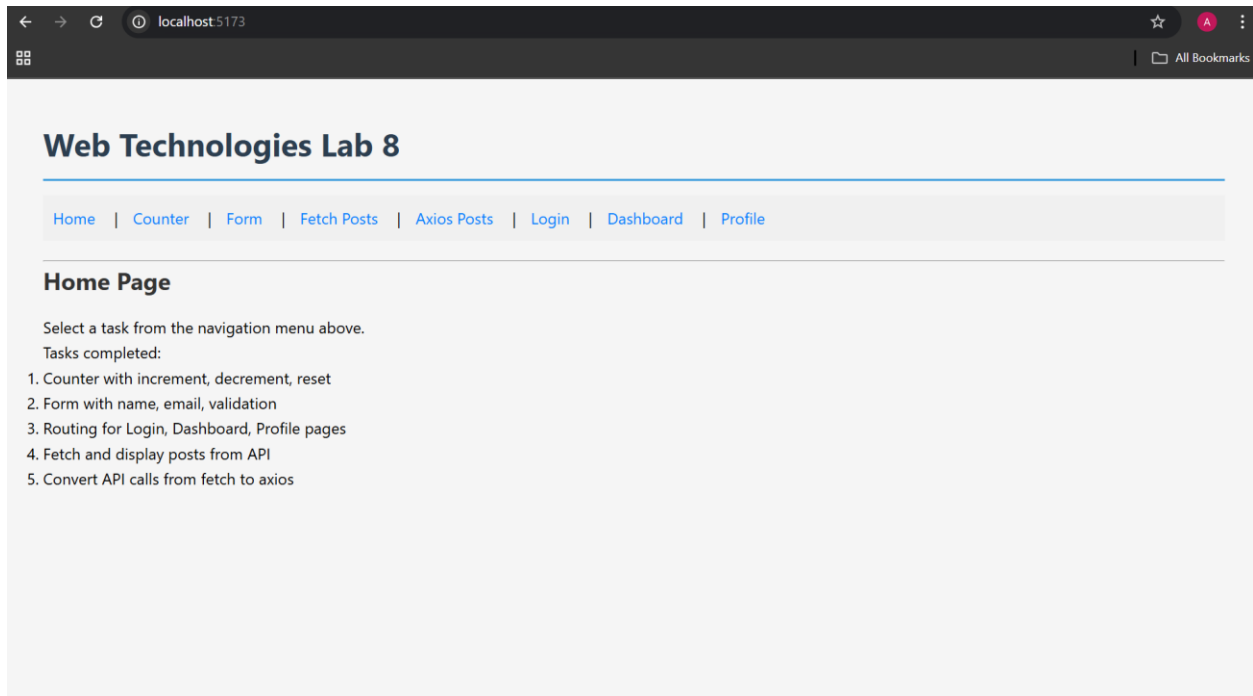 localhost:5173
A
All Bookmarks
Web Technologies Lab 8
Home | Counter | Form | Fetch Posts | Axios Posts | Login | Dashboard | Profile
Home Page
Select a task from the navigation menu above.
Tasks completed:
1. Counter with increment, decrement, reset
2. Form with name, email, validation
3. Routing for Login, Dashboard, Profile pages
4. Fetch and display posts from API
5. Convert API calls from fetch to axios